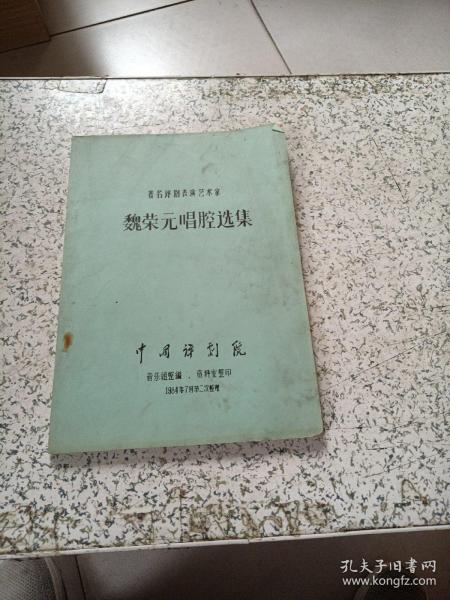 著名评剧表演艺术家
魏荣元唱腔选集
中国评剧院
音乐组整编、资料室整印
1984年7月第二次整理
孔夫子旧书网
www.kongfz.com